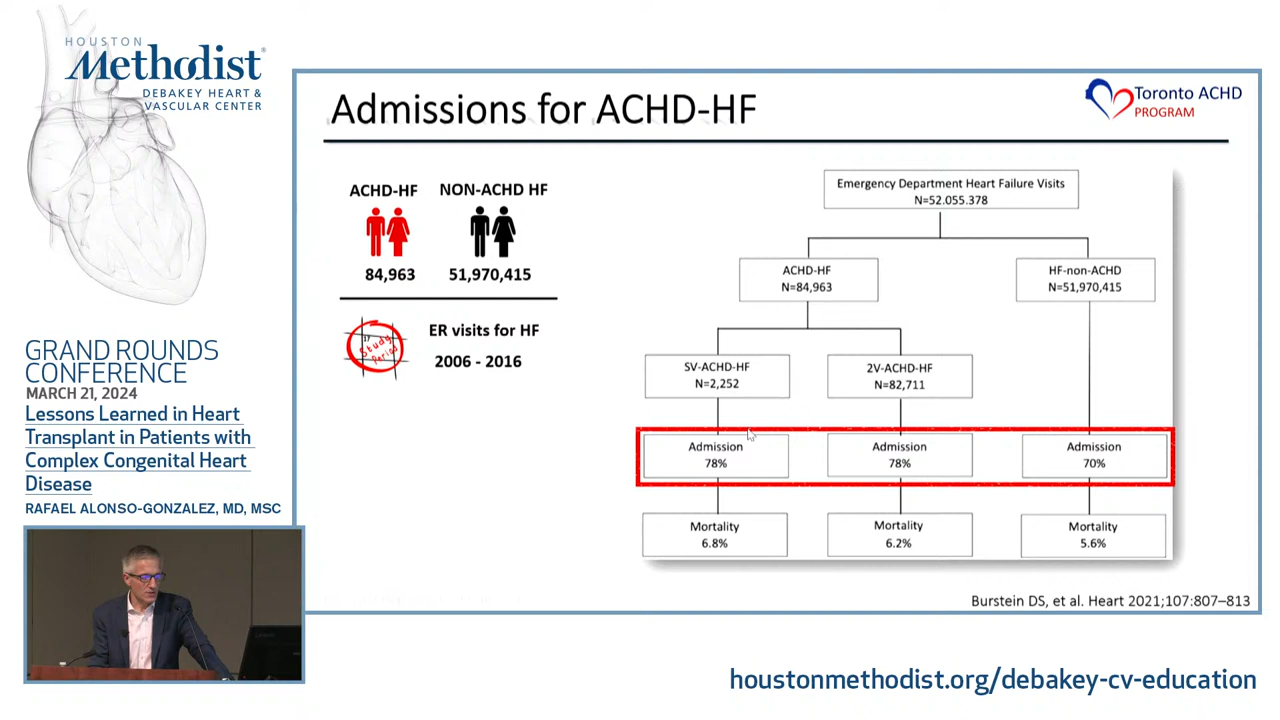 HOUSTON
Methodist®
DEBAKEY HEART &
VASCULAR CENTER
GRAND ROUNDS
CONFERENCE
MARCH 21, 2024
Lessons Learned in Heart
Transplant in Patients with
Complex Congenital Heart
Disease
RAFAEL ALONSO-GONZALEZ, MD, MSC
Admissions for ACHD-HF
Toronto ACHD
PROGRAM
ACHD-HF NON-ACHD HF
84,963 51,970,415
17
Study
Period
ER visits for HF
2006 - 2016
Emergency Department Heart Failure Visits
N=52.055.378
ACHD-HF
N=84,963
HF-non-ACHD
N=51,970,415
SV-ACHD-HF
N=2,252
2V-ACHD-HF
N=82,711
Admission
78%
Admission
78%
Admission
70%
Mortality
6.8%
Mortality
6.2%
Mortality
5.6%
Burstein DS, et al. Heart 2021;107:807–813
houstonmethodist.org/debakey-cv-education